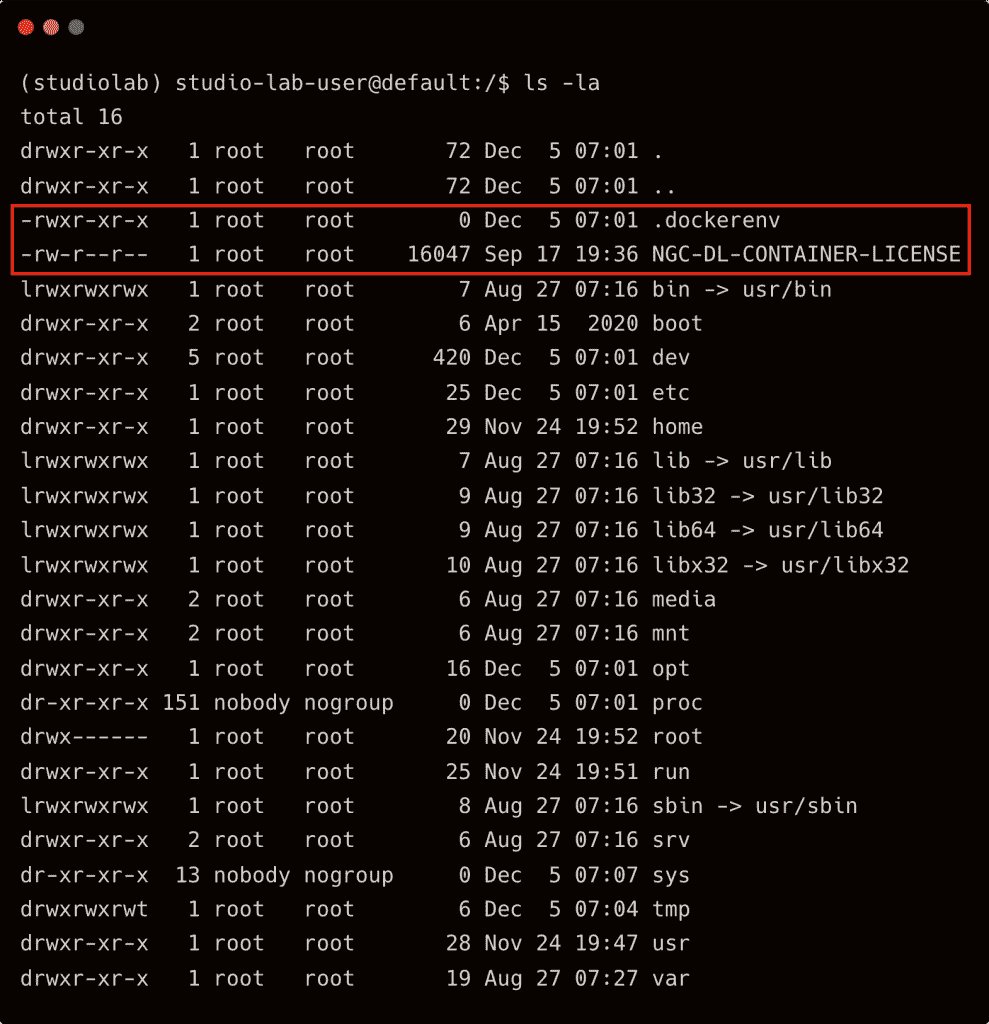 (studiolab) studio-lab-user@default:/$ ls -la
total 16
drwxr-xr-x   1 root   root       72 Dec  5 07:01 .
drwxr-xr-x   1 root   root       72 Dec  5 07:01 ..
-rwxr-xr-x   1 root   root        0 Dec  5 07:01 .dockerenv
-rw-r--r--   1 root   root    16047 Sep 17 19:36 NGC-DL-CONTAINER-LICENSE
lrwxrwxrwx   1 root   root        7 Aug 27 07:16 bin -> usr/bin
drwxr-xr-x   2 root   root        6 Apr 15  2020 boot
drwxr-xr-x   5 root   root      420 Dec  5 07:01 dev
drwxr-xr-x   1 root   root       25 Dec  5 07:01 etc
drwxr-xr-x   1 root   root       29 Nov 24 19:52 home
lrwxrwxrwx   1 root   root        7 Aug 27 07:16 lib -> usr/lib
lrwxrwxrwx   1 root   root        9 Aug 27 07:16 lib32 -> usr/lib32
lrwxrwxrwx   1 root   root        9 Aug 27 07:16 lib64 -> usr/lib64
lrwxrwxrwx   1 root   root       10 Aug 27 07:16 libx32 -> usr/libx32
drwxr-xr-x   2 root   root        6 Aug 27 07:16 media
drwxr-xr-x   2 root   root        6 Aug 27 07:16 mnt
drwxr-xr-x   1 root   root       16 Dec  5 07:01 opt
dr-xr-xr-x 151 nobody nogroup     0 Dec  5 07:01 proc
drwx------   1 root   root       20 Nov 24 19:52 root
drwxr-xr-x   1 root   root       25 Nov 24 19:51 run
lrwxrwxrwx   1 root   root        8 Aug 27 07:16 sbin -> usr/sbin
drwxr-xr-x   2 root   root        6 Aug 27 07:16 srv
dr-xr-xr-x  13 nobody nogroup     0 Dec  5 07:07 sys
drwxrwxrwt   1 root   root        6 Dec  5 07:04 tmp
drwxr-xr-x   1 root   root       28 Nov 24 19:47 usr
drwxr-xr-x   1 root   root       19 Aug 27 07:27 var